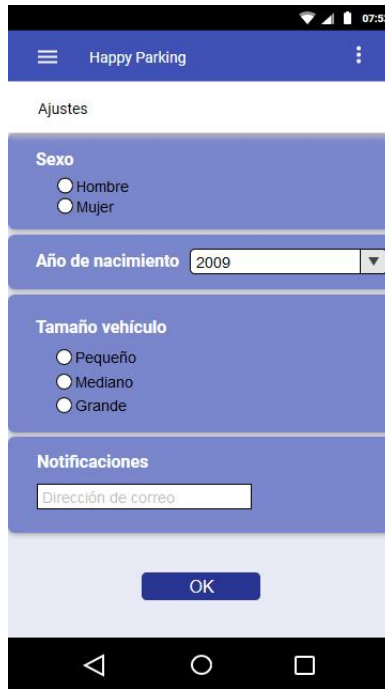 07:53
Happy Parking
Ajustes
Sexo
Hombre
Mujer
Año de nacimiento 2009
Tamaño vehículo
Pequeño
Mediano
Grande
Notificaciones
Dirección de correo
OK